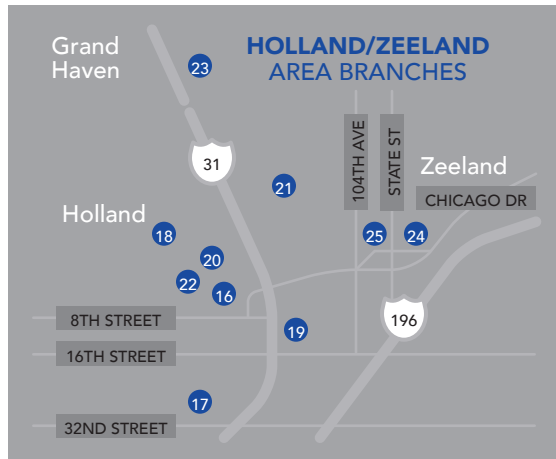 Grand
Haven
HOLLAND/ZEELAND
AREA BRANCHES
23
31
104TH AVE
STATE ST
Zeeland
21
CHICAGO DR
Holland
18
25
24
20
22
16
8TH STREET
19
196
16TH STREET
17
32ND STREET